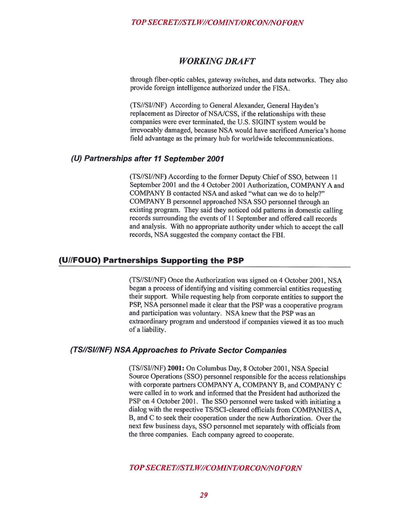 TOP SECRET//STLW//COMINT/ORCON/NOFORN
WORKING DRAFT
through fiber-optic cables, gateway switches, and data networks. They also
provide foreign intelligence authorized under the FISA.
(TS//SI//NF) According to General Alexander, General Hayden's
replacement as Director of NSA/CSS, if the relationships with these
companies were ever terminated, the U.S. SIGINT system would be
irrevocably damaged, because NSA would have sacrificed America's home
field advantage as the primary hub for worldwide telecommunications.
(U) Partnerships after 11 September 2001
(TS//SI//NF) According to the former Deputy Chief of SSO, between 11
September 2001 and the 4 October 2001 Authorization, COMPANY A and
COMPANY B contacted NSA and asked "what can we do to help?"
COMPANY B personnel approached NSA SSO personnel through an
existing program. They said they noticed odd patterns in domestic calling
records surrounding the events of 11 September and offered call records
and analysis. With no appropriate authority under which to accept the call
records, NSA suggested the company contact the FBI.
(U//FOUO) Partnerships Supporting the PSP
(TS//SI//NF) Once the Authorization was signed on 4 October 2001, NSA
began a process of identifying and visiting commercial entities requesting
their support. While requesting help from corporate entities to support the
PSP, NSA personnel made it clear that the PSP was a cooperative program
and participation was voluntary. NSA knew that the PSP was an
extraordinary program and understood if companies viewed it as too much
of a liability.
(TS//SI//NF) NSA Approaches to Private Sector Companies
(TS//SI//NF) 2001: On Columbus Day, 8 October 2001, NSA Special
Source Operations (SSO) personnel responsible for the access relationships
with corporate partners COMPANY A, COMPANY B, and COMPANY C
were called in to work and informed that the President had authorized the
PSP on 4 October 2001. The SSO personnel were tasked with initiating a
dialog with the respective TS/SCI-cleared officials from COMPANIES A,
B, and C to seek their cooperation under the new Authorization. Over the
next few business days, SSO personnel met separately with officials from
the three companies. Each company agreed to cooperate.
TOP SECRET//STLW//COMINT/ORCON/NOFORN
29